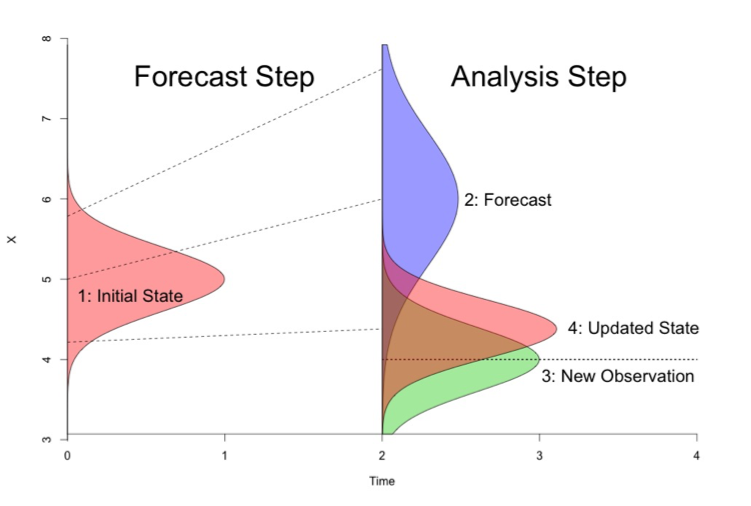 Forecast Step
Analysis Step
8
7
6
5
4
3
X
2: Forecast
1: Initial State
4: Updated State
3: New Observation
0
1
2
3
4
Time